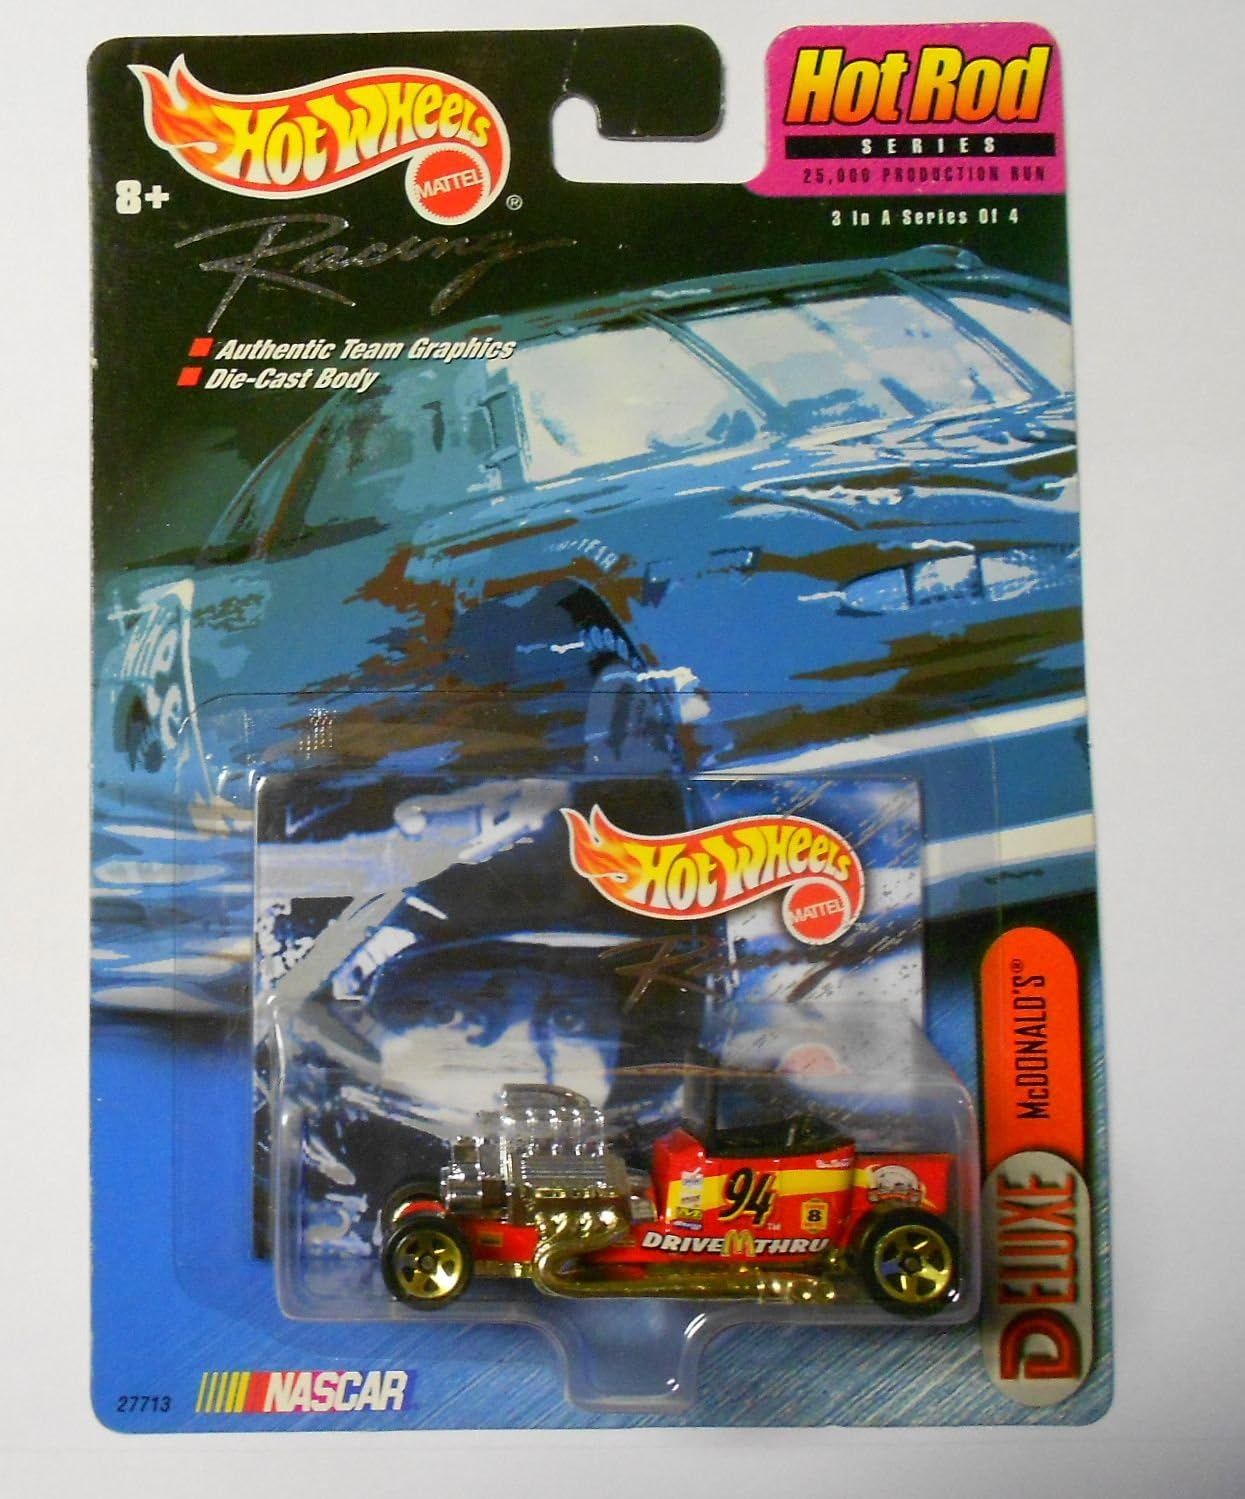 Hot Wheels
MATTEL
®
8+
Racing
Authentic Team Graphics
Die-Cast Body
Hot Rod
SERIES
25,000 PRODUCTION RUN
3 In A Series Of 4
Hot Wheels
MATTEL
Racing
McDONALD'S®
DELUXE
94
TM
8
DRIVE M THRU
27713
NASCAR